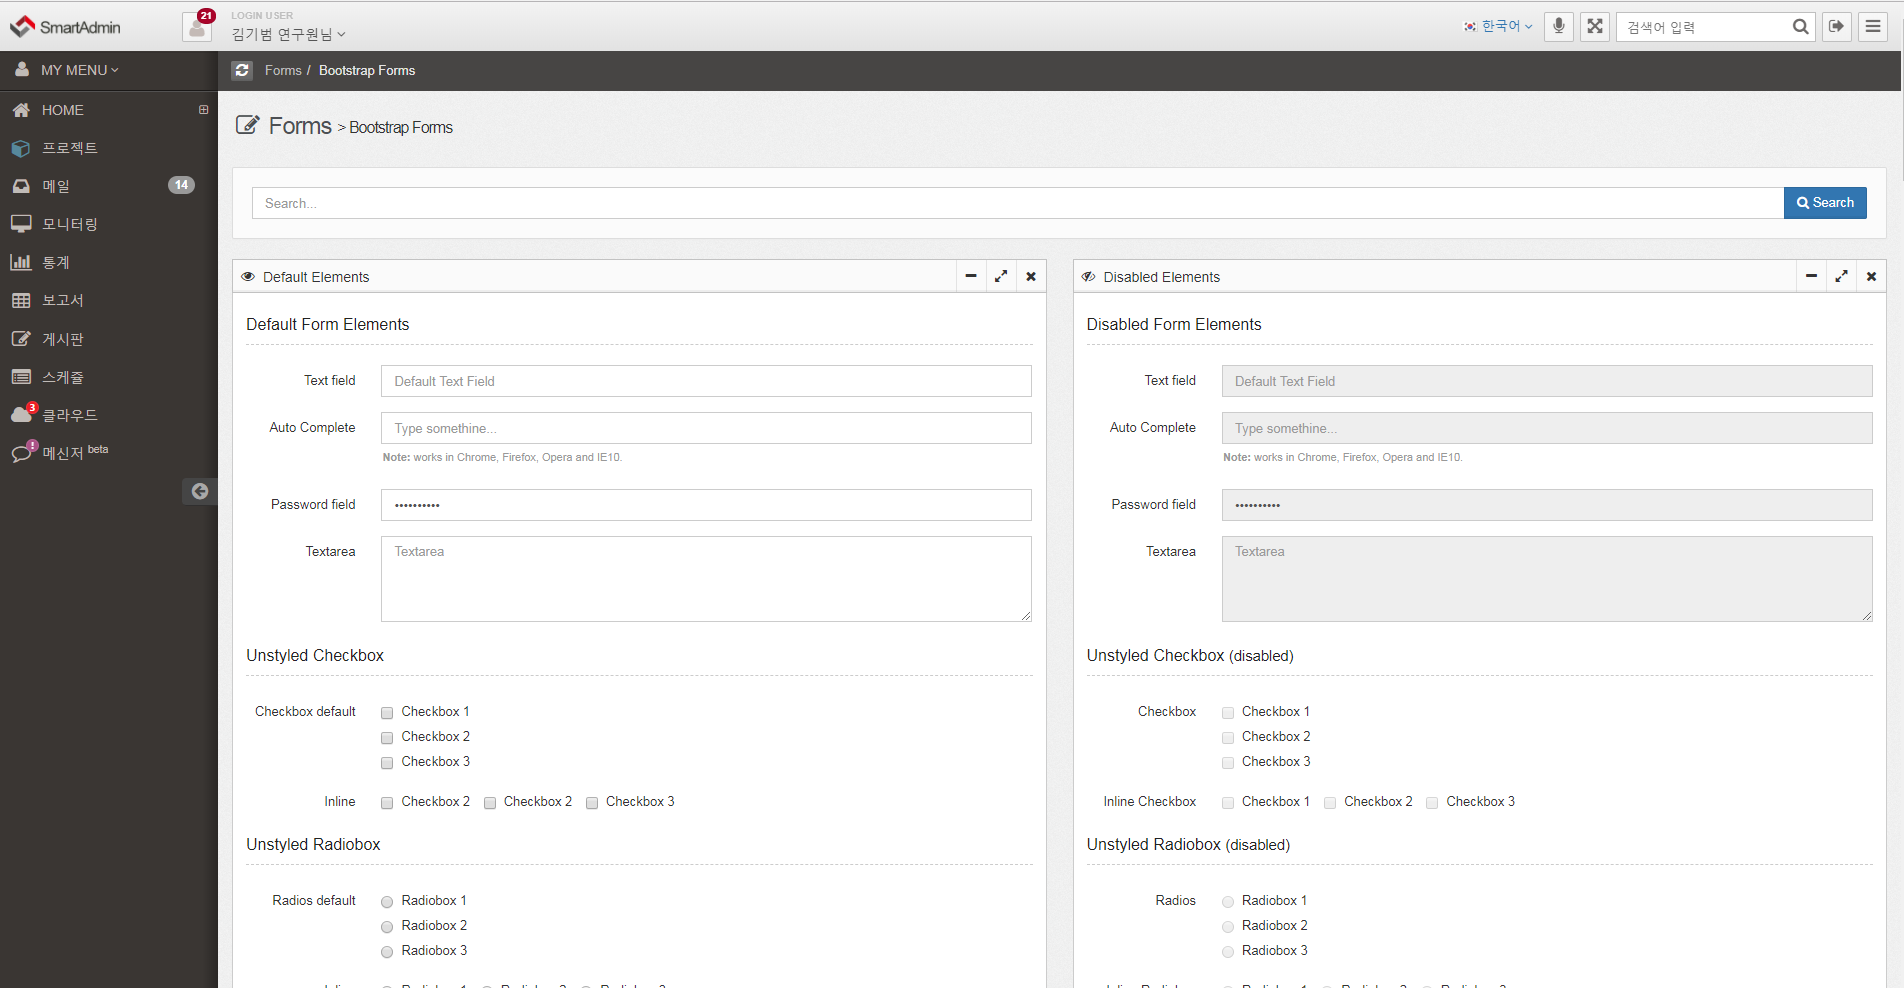 SmartAdmin
21
LOGIN USER
김기범 연구원님
한국어
검색어 입력
MY MENU
HOME
프로젝트
메일 14
모니터링
통계
보고서
게시판
스케쥴
3 클라우드
! 메신저 beta
Forms / Bootstrap Forms
Forms > Bootstrap Forms
Search...
Search
Default Elements
Default Form Elements
Text field Default Text Field
Auto Complete Type somethine...
Note: works in Chrome, Firefox, Opera and IE10.
Password field ••••••••••
Textarea Textarea
Unstyled Checkbox
Checkbox default Checkbox 1
Checkbox 2
Checkbox 3
Inline Checkbox 2 Checkbox 2 Checkbox 3
Unstyled Radiobox
Radios default Radiobox 1
Radiobox 2
Radiobox 3
Disabled Elements
Disabled Form Elements
Text field Default Text Field
Auto Complete Type somethine...
Note: works in Chrome, Firefox, Opera and IE10.
Password field ••••••••••
Textarea Textarea
Unstyled Checkbox (disabled)
Checkbox Checkbox 1
Checkbox 2
Checkbox 3
Inline Checkbox Checkbox 1 Checkbox 2 Checkbox 3
Unstyled Radiobox (disabled)
Radios Radiobox 1
Radiobox 2
Radiobox 3